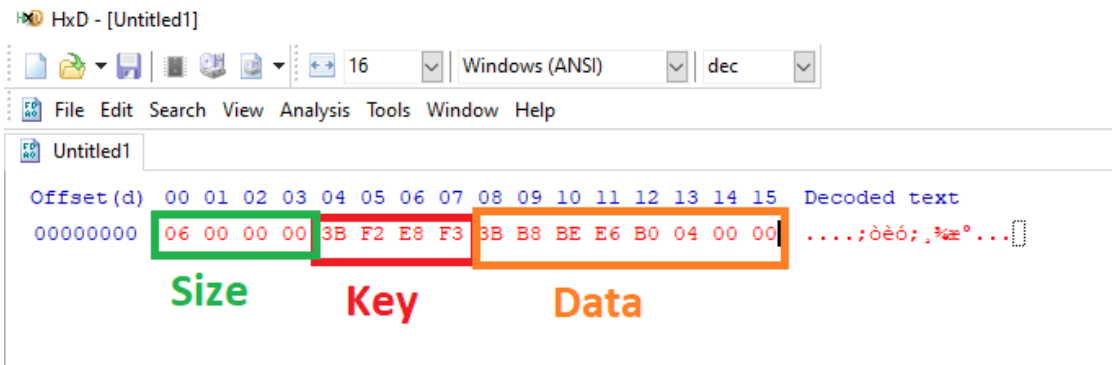 HxD - [Untitled1]
16 Windows (ANSI) dec
File Edit Search View Analysis Tools Window Help
Untitled1
Offset(d) 00 01 02 03 04 05 06 07 08 09 10 11 12 13 14 15 Decoded text
00000000 06 00 00 00 3B F2 E8 F3 3B B8 BE E6 B0 04 00 00 ....;òèó;¸¾æ°...
Size Key Data